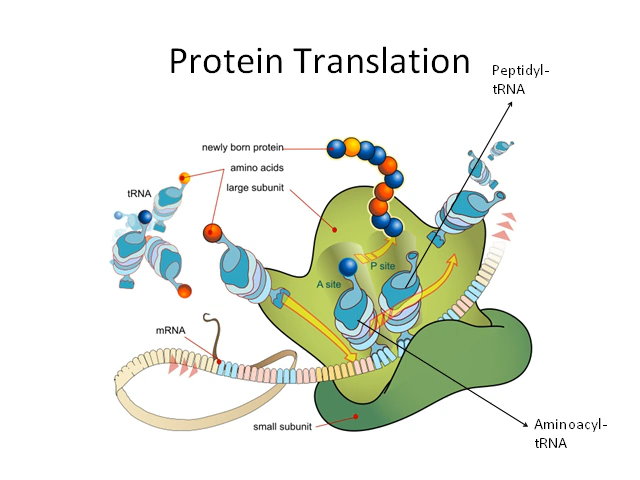 Protein Translation
Peptidyl-
tRNA
newly born protein
amino acids
large subunit
tRNA
P site
A site
mRNA
small subunit
Aminoacyl-
tRNA